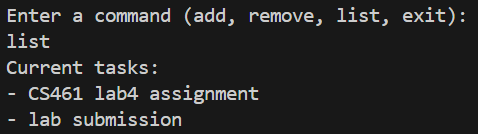 Enter a command (add, remove, list, exit):
list
Current tasks:
- CS461 lab4 assignment
- lab submission